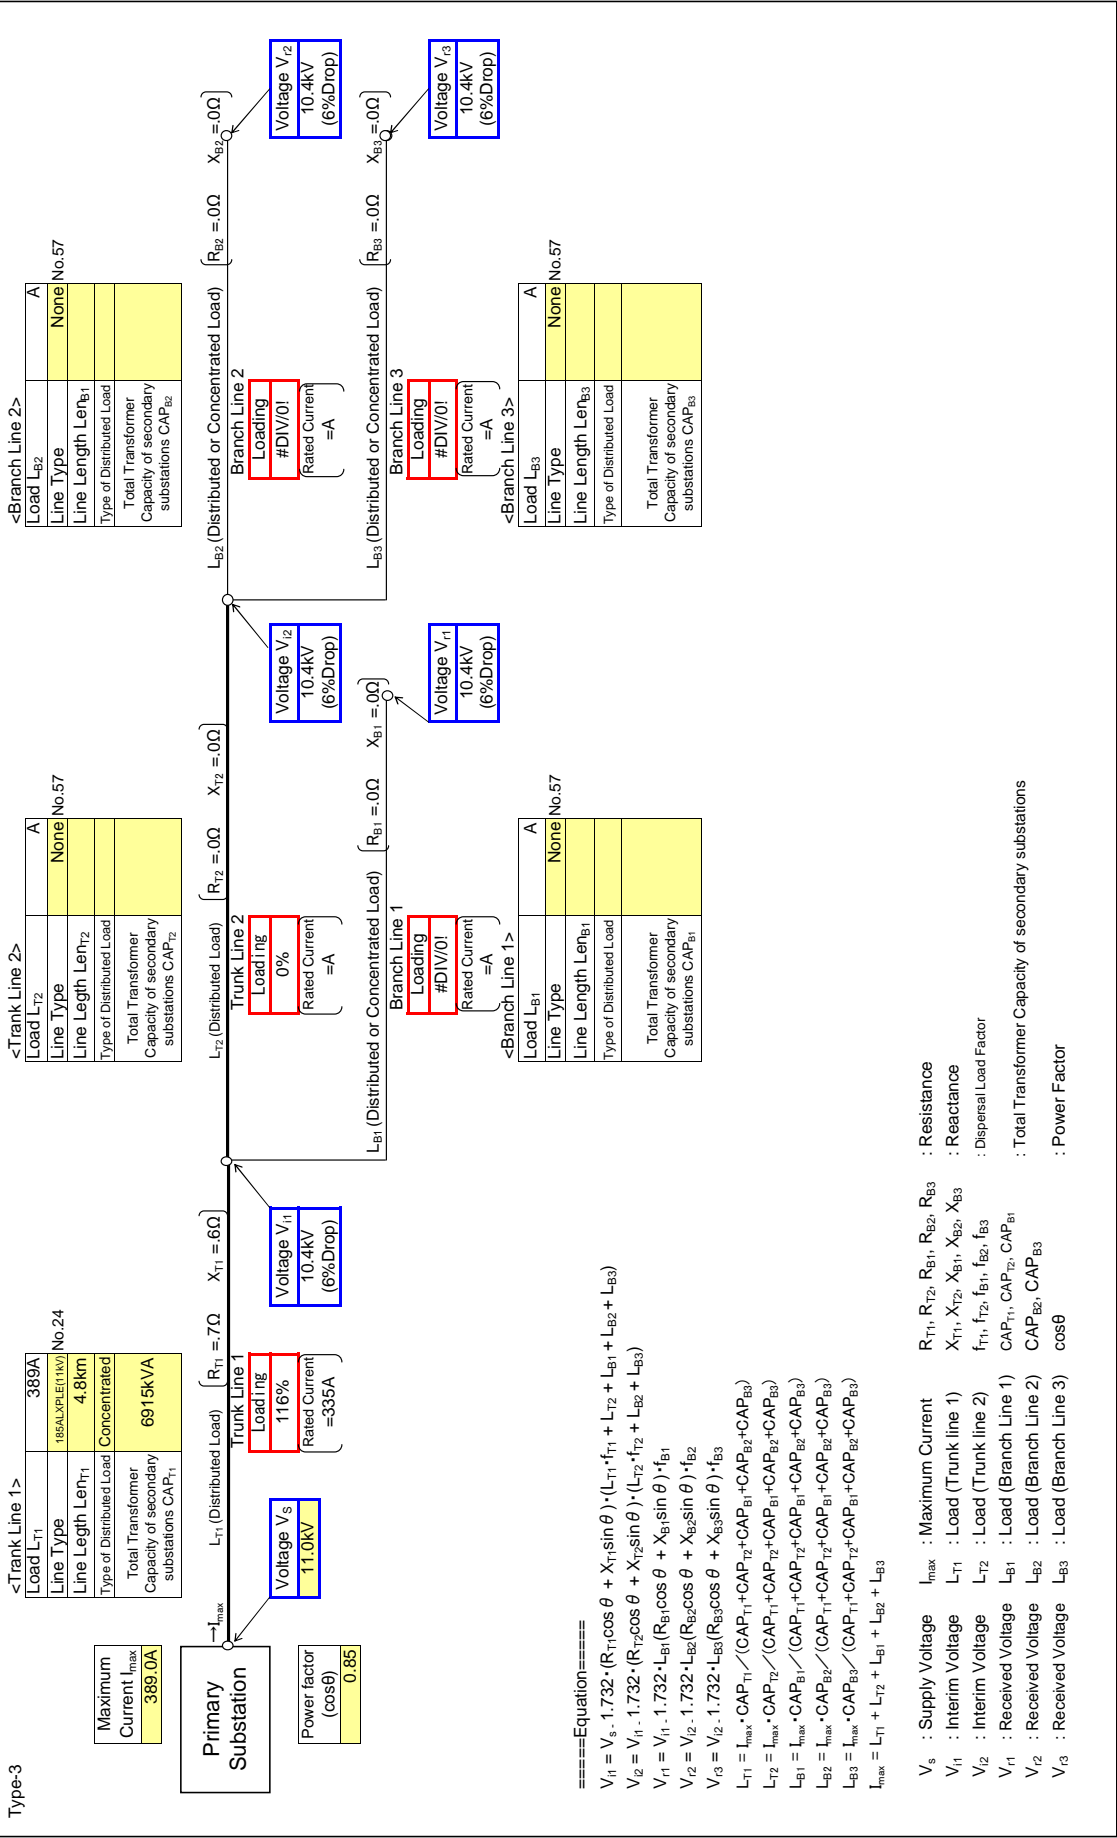 Type-3
Maximum
Current Imax
389.0A
<Trank Line 1>
Load LT1 389A
Line Type 185ALXPLE(11kV) No.24
Line Legth LenT1 4.8km
Type of Distributed Load Concentrated
Total Transformer
Capacity of secondary
substations CAPT1
6915kVA
<Trank Line 2>
Load LT2 A
Line Type None No.57
Line Legth LenT2
Type of Distributed Load
Total Transformer
Capacity of secondary
substations CAPT2
<Branch Line 2>
Load LB2 A
Line Type None No.57
Line Length LenB1
Type of Distributed Load
Total Transformer
Capacity of secondary
substations CAPB2
Primary
Substation
→Imax
LT1 (Distributed Load) RT1 =.7Ω XT1 =.6Ω
LT2 (Distributed Load) RT2 =.0Ω XT2 =.0Ω
LB2 (Distributed or Concentrated Load) RB2 =.0Ω XB2 =.0Ω
Power factor
(cosθ)
0.85
Voltage VS
11.0kV
Trunk Line 1
Loading
116%
Rated Current
=335A
Voltage Vi1
10.4kV
(6%Drop)
Trunk Line 2
Loading
0%
Rated Current
=A
Voltage Vi2
10.4kV
(6%Drop)
Branch Line 2
Loading
#DIV/0!
Rated Current
=A
Voltage Vr2
10.4kV
(6%Drop)
LB1 (Distributed or Concentrated Load) RB1 =.0Ω XB1 =.0Ω
LB3 (Distributed or Concentrated Load) RB3 =.0Ω XB3 =.0Ω
Branch Line 1
Loading
#DIV/0!
Rated Current
=A
Voltage Vr1
10.4kV
(6%Drop)
Branch Line 3
Loading
#DIV/0!
Rated Current
=A
Voltage Vr3
10.4kV
(6%Drop)
<Branch Line 1>
Load LB1 A
Line Type None No.57
Line Length LenB1
Type of Distributed Load
Total Transformer
Capacity of secondary
substations CAPB1
<Branch Line 3>
Load LB3 A
Line Type None No.57
Line Length LenB3
Type of Distributed Load
Total Transformer
Capacity of secondary
substations CAPB3
=====Equation=====
Vi1 = VS - 1.732・(RT1cosθ + XT1sinθ)・(LT1・fT1 + LT2 + LB1 + LB2 + LB3)
Vi2 = Vi1 - 1.732・(RT2cosθ + XT2sinθ)・(LT2・fT2 + LB2 + LB3)
Vr1 = Vi1 - 1.732・LB1(RB1cosθ + XB1sinθ)・fB1
Vr2 = Vi2 - 1.732・LB2(RB2cosθ + XB2sinθ)・fB2
Vr3 = Vi2 - 1.732・LB3(RB3cosθ + XB3sinθ)・fB3
LT1 = Imax・CAPT1／(CAPT1+CAPT2+CAPB1+CAPB2+CAPB3)
LT2 = Imax・CAPT2／(CAPT1+CAPT2+CAPB1+CAPB2+CAPB3)
LB1 = Imax・CAPB1／(CAPT1+CAPT2+CAPB1+CAPB2+CAPB3)
LB2 = Imax・CAPB2／(CAPT1+CAPT2+CAPB1+CAPB2+CAPB3)
LB3 = Imax・CAPB3／(CAPT1+CAPT2+CAPB1+CAPB2+CAPB3)
Imax = LT1 + LT2 + LB1 + LB2 + LB3
Vs : Supply Voltage Imax : Maximum Current RT1, RT2, RB1, RB2, RB3 : Resistance
Vi1 : Interim Voltage LT1 : Load (Trunk line 1) XT1, XT2, XB1, XB2, XB3 : Reactance
Vi2 : Interim Voltage LT2 : Load (Trunk line 2) fT1, fT2, fB1, fB2, fB3 : Dispersal Load Factor
Vr1 : Received Voltage LB1 : Load (Branch Line 1) CAPT1, CAPT2, CAPB1 : Total Transformer Capacity of secondary substations
Vr2 : Received Voltage LB2 : Load (Branch Line 2) CAPB2, CAPB3
Vr3 : Received Voltage LB3 : Load (Branch Line 3) cosθ : Power Factor